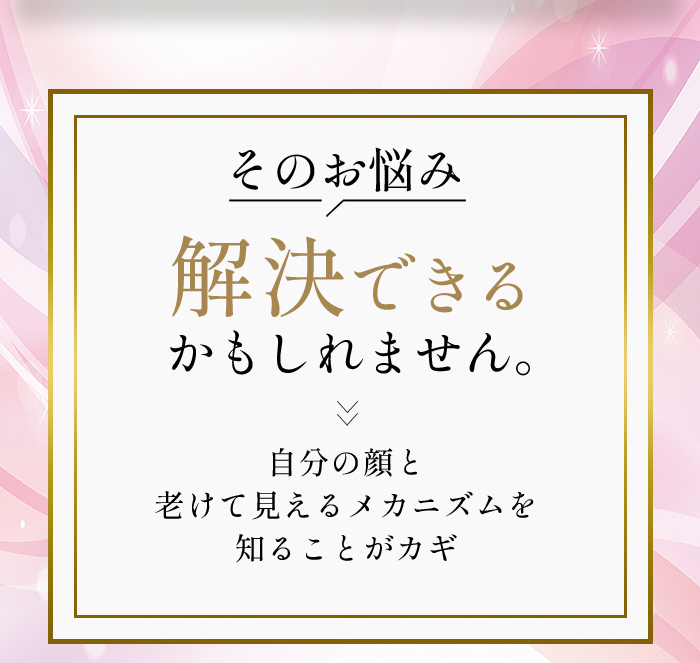 そのお悩み
解決できる
かもしれません。
自分の顔と
老けて見えるメカニズムを
知ることがカギ